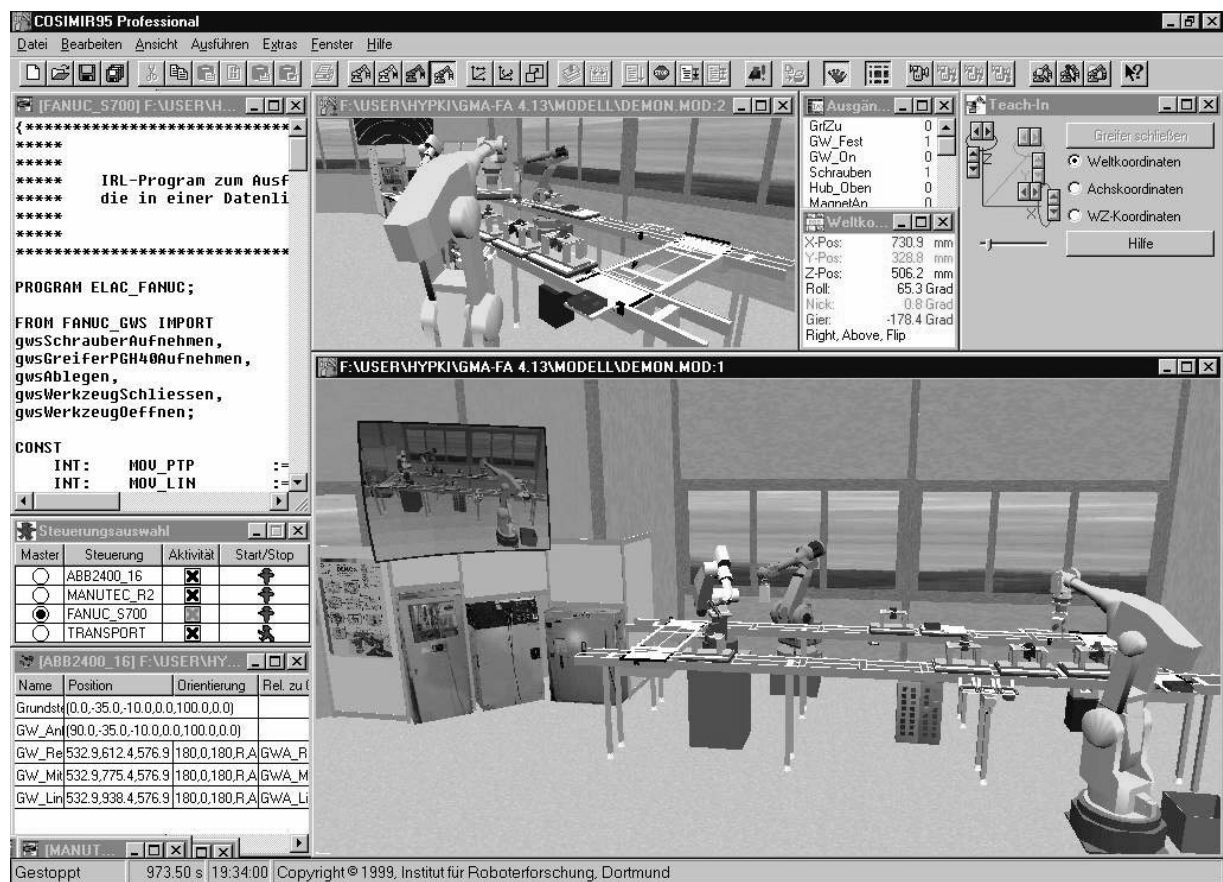 COSIMIR95 Professional
Datei Bearbeiten Ansicht Ausführen Extras Fenster Hilfe
[FANUC_S700] F:\USER\H...
{*****************************
*****
*****
***** IRL-Program zum Ausf
***** die in einer Datenli
*****
*****
******************************
PROGRAM ELAC_FANUC;
FROM FANUC_GWS IMPORT
gwsSchrauberAufnehmen,
gwsGreiferPGH40Aufnehmen,
gwsAblegen,
gwsWerkzeugSchliessen,
gwsWerkzeugOeffnen;
CONST
INT: MOV_PTP :=
INT: MOV_LIN :=
F:\USER\HYPKI\GMA-FA 4.13\MODELL\DEMON.MOD:2
Ausgän...
GrfZu 0
GW_Fest 1
GW_On 0
Schrauben 1
Hub_Oben 0
MagnetAn 0
Weltko...
X-Pos: 730.9 mm
Y-Pos: 328.8 mm
Z-Pos: 506.2 mm
Roll: 65.3 Grad
Nick: 0.8 Grad
Gier: -178.4 Grad
Right, Above, Flip
Teach-In
Z
X
Greifer schließen
Weltkoordinaten
Achskoordinaten
WZ-Koordinaten
Hilfe
F:\USER\HYPKI\GMA-FA 4.13\MODELL\DEMON.MOD:1
Steuerungsauswahl
Master Steuerung Aktivität Start/Stop
ABB2400_16
MANUTEC_R2
FANUC_S700
TRANSPORT
[ABB2400_16] F:\USER\HY...
Name Position Orientierung Rel. zu (
Grundste (0.0,-35.0,-10.0,0.0,100.0,0.0)
GW_Anf (90.0,-35.0,-10.0,0.0,100.0,0.0)
GW_Re 532.9,612.4,576.9 180,0,180,R,A GWA_R
GW_Mit 532.9,775.4,576.9 180,0,180,R,A GWA_M
GW_Lin 532.9,938.4,576.9 180,0,180,R,A GWA_Li
[MANUT...
Gestoppt 973.50 s 19:34:00 Copyright © 1999, Institut für Roboterforschung, Dortmund